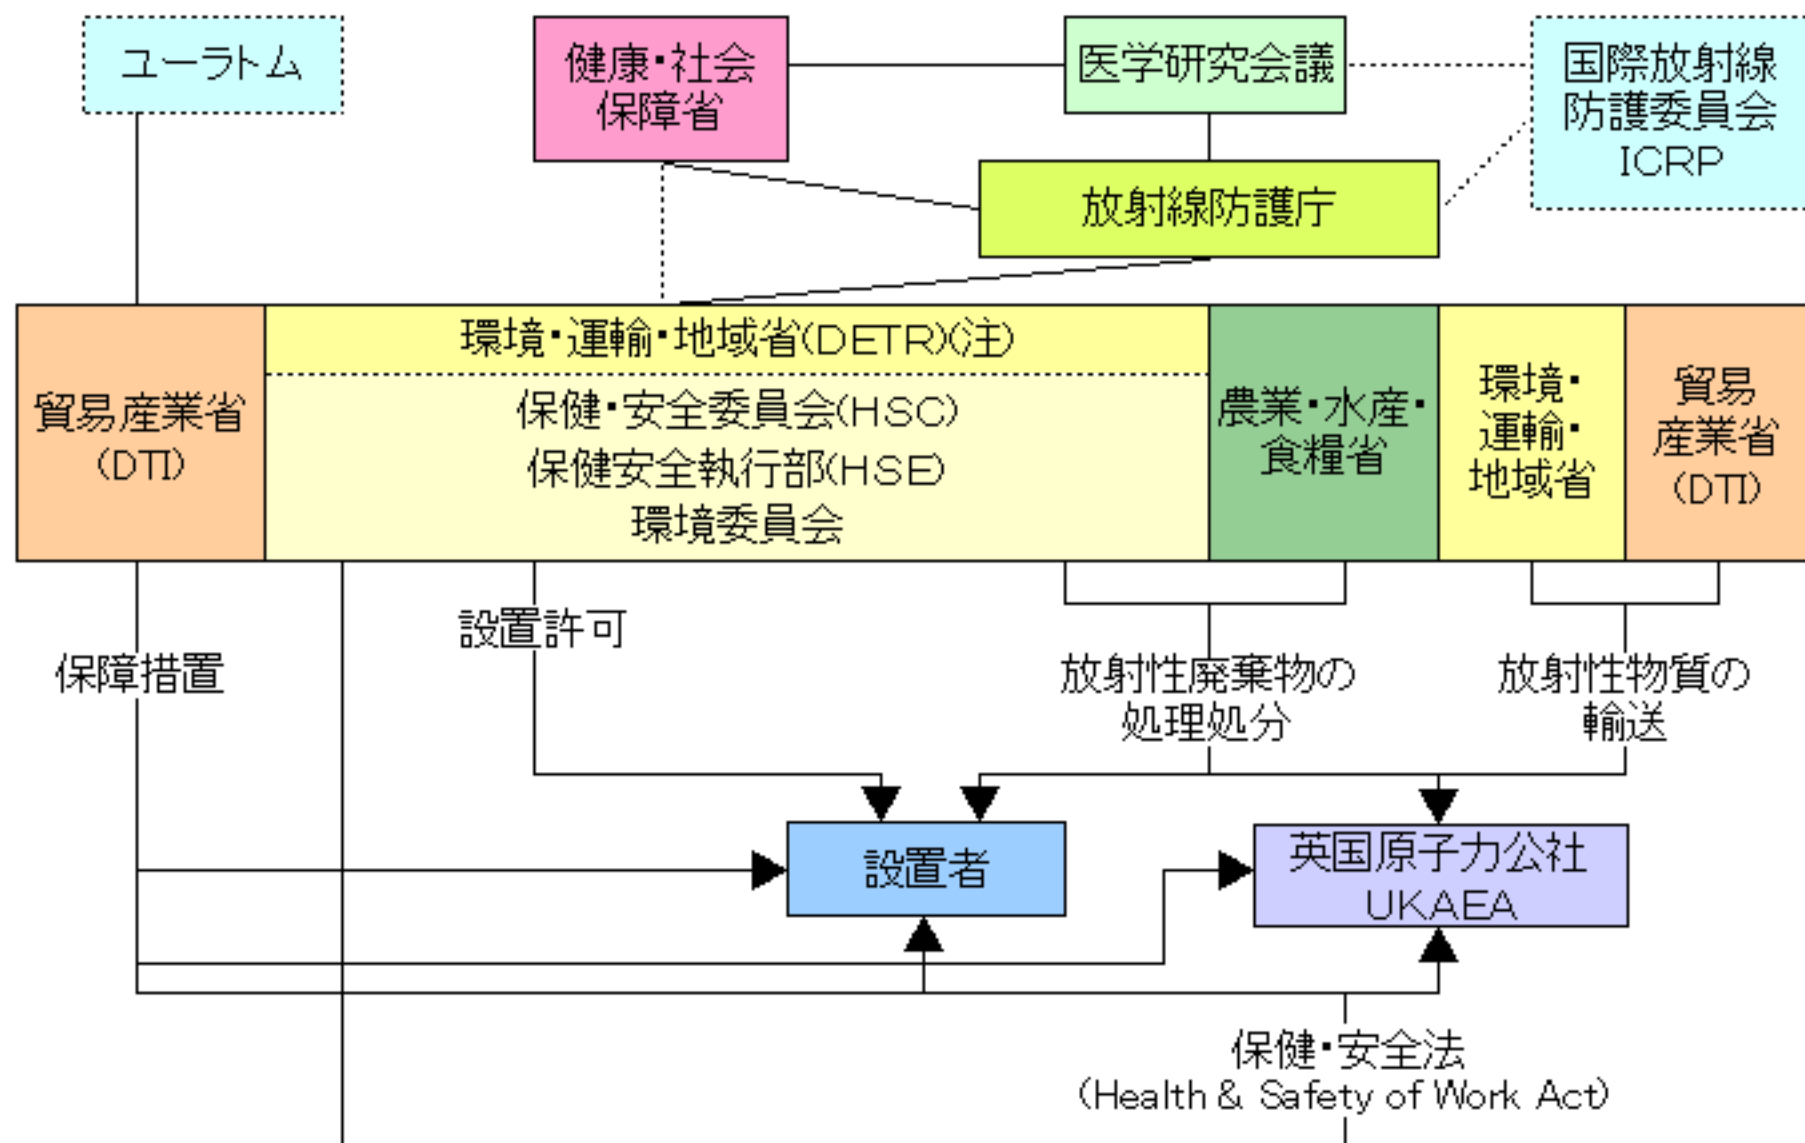 ユーラトム
健康・社会
保障省
医学研究会議
国際放射線
防護委員会
ICRP
放射線防護庁
貿易産業省
(DTI)
環境・運輸・地域省(DETR)(注)
保健・安全委員会(HSC)
保健安全執行部(HSE)
環境委員会
農業・水産・
食糧省
環境・
運輸・
地域省
貿易
産業省
(DTI)
保障措置
設置許可
放射性廃棄物の
処理処分
放射性物質の
輸送
設置者
英国原子力公社
UKAEA
保健・安全法
(Health & Safety of Work Act)